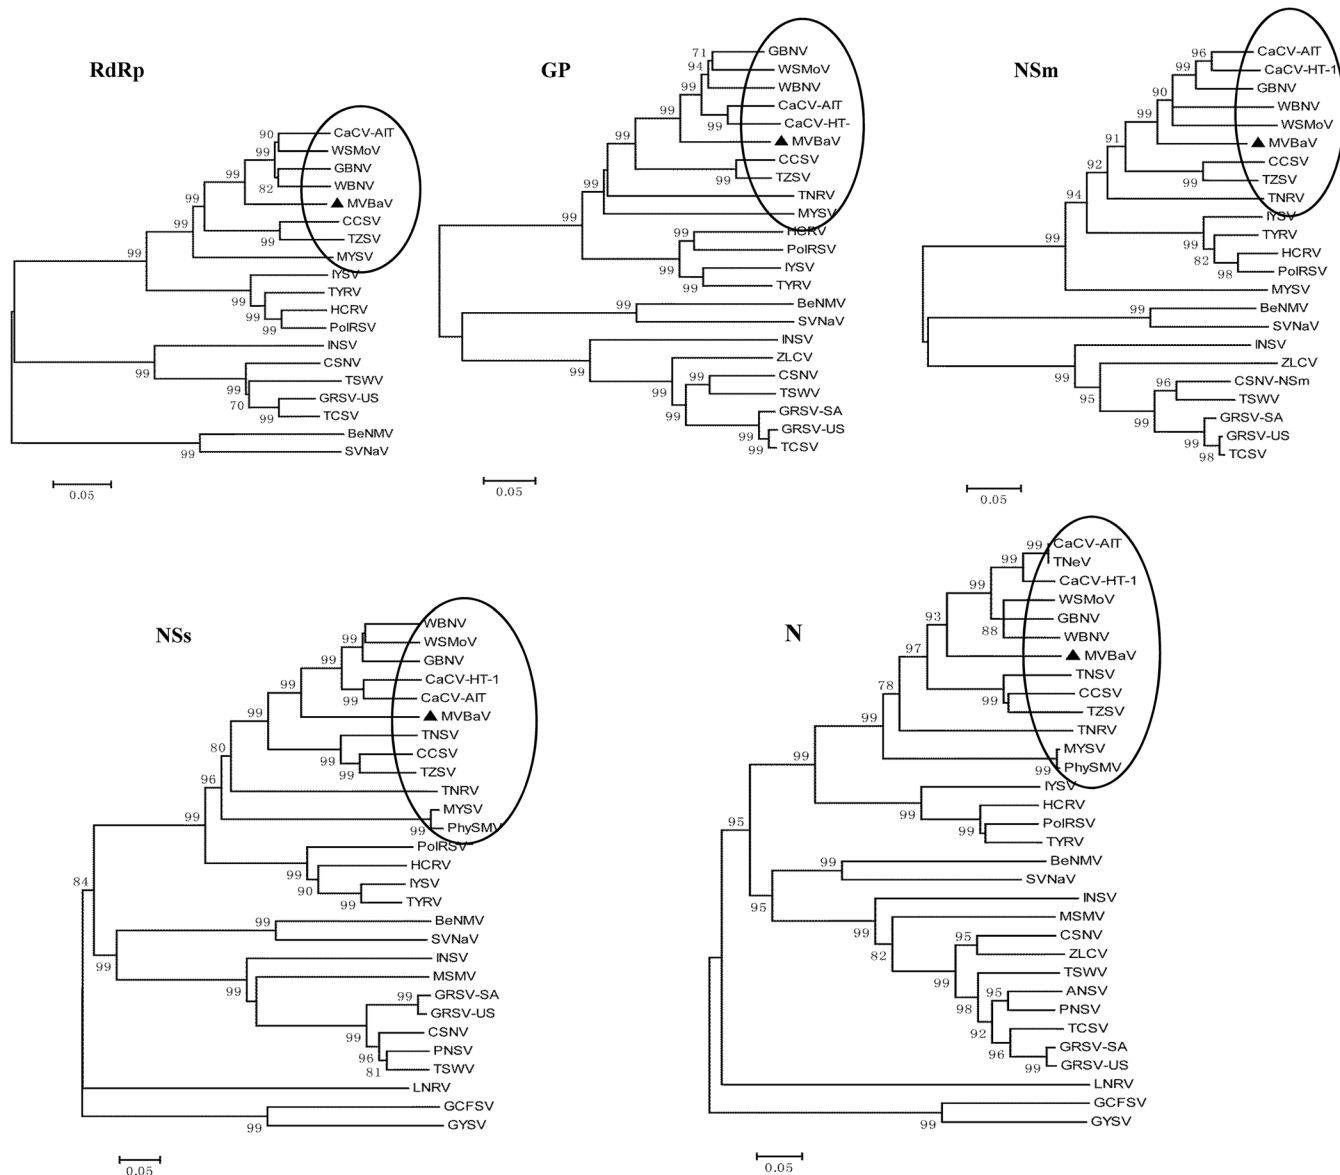 RdRp
90
CaCV-AIT
WSMoV
99
GBNV
99
WBNV
82
▲ MVBaV
99
CCSV
99
TZSV
99
MYSV
99
IYSV
TYRV
99
HCRV
99
PolRSV
99
INSV
CSNV
99
TSWV
99
GRSV-US
70
TCSV
99
BeNMV
SVNaV
99
0.05
GP
71
GBNV
94
WSMoV
99
WBNV
99
CaCV-AIT
CaCV-HT-
99
99
▲ MVBaV
CCSV
99
TZSV
99
TNRV
MYSV
99
HCRV
PolRSV
99
IYSV
99
TYRV
99
BeNMV
SVNaV
INSV
ZLCV
99
CSNV
99
TSWV
99
GRSV-SA
GRSV-US
99
TCSV
99
0.05
NSm
96
CaCV-AIT
99
CaCV-HT-1
GBNV
90
WBNV
99
WSMoV
91
▲ MVBaV
CCSV
92
TZSV
99
TNRV
94
IYSV
TYRV
99
HCRV
82
PolRSV
98
99
MYSV
BeNMV
99
SVNaV
INSV
ZLCV
99
CSNV-NSm
96
TSWV
95
GRSV-SA
99
GRSV-US
99
TCSV
98
0.05
NSs
WBNV
99
WSMoV
GBNV
99
CaCV-HT-1
99
CaCV-AIT
99
▲ MVBaV
99
TNSV
CCSV
80
99
TZSV
99
TNRV
96
MYSV
PhySMV
99
99
PolRSV
HCRV
99
IYSV
90
TYRV
99
84
BeNMV
99
SVNaV
INSV
99
MSMV
99
GRSV-SA
99
GRSV-US
CSNV
99
PNSV
96
TSWV
81
LNRV
GCFSV
GYSV
99
0.05
N
99
CaCV-AIT
TNeV
99
CaCV-HT-1
99
WSMoV
GBNV
93
88
WBNV
▲ MVBaV
97
TNSV
CCSV
99
TZSV
78
TNRV
99
MYSV
PhySMV
99
99
IYSV
HCRV
99
PolRSV
99
TYRV
95
BeNMV
99
SVNaV
INSV
95
MSMV
99
CSNV
95
ZLCV
82
TSWV
99
ANSV
95
PNSV
98
TCSV
92
GRSV-SA
96
GRSV-US
99
LNRV
GCFSV
GYSV
99
0.05